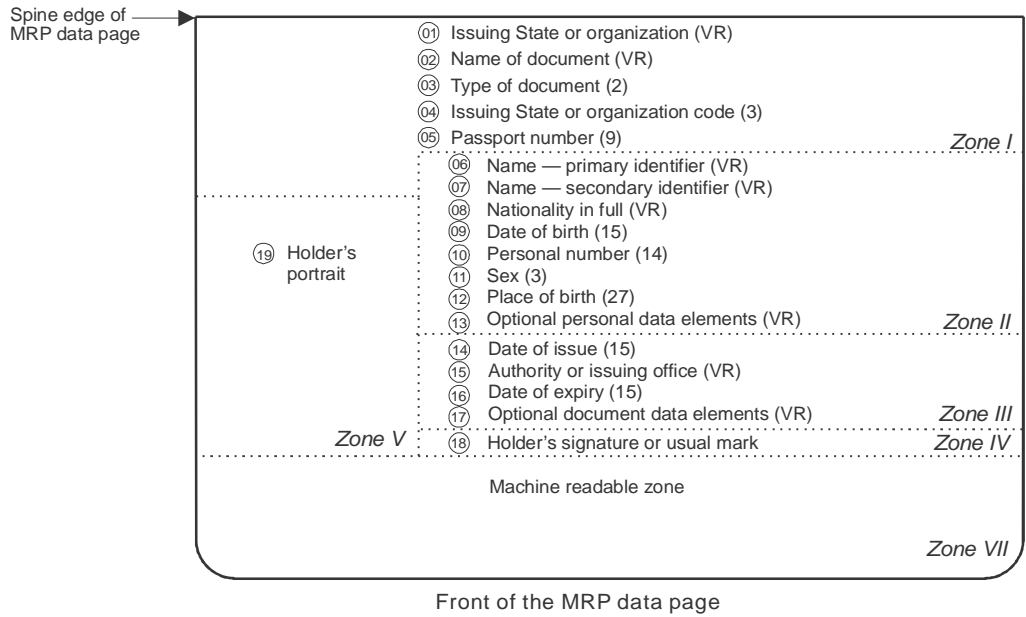 Spine edge of
MRP data page
01 Issuing State or organization (VR)
02 Name of document (VR)
03 Type of document (2)
04 Issuing State or organization code (3)
05 Passport number (9)
Zone I
06 Name — primary identifier (VR)
07 Name — secondary identifier (VR)
08 Nationality in full (VR)
09 Date of birth (15)
10 Personal number (14)
11 Sex (3)
12 Place of birth (27)
13 Optional personal data elements (VR)
Zone II
19 Holder's
portrait
14 Date of issue (15)
15 Authority or issuing office (VR)
16 Date of expiry (15)
17 Optional document data elements (VR)
Zone III
Zone V
18 Holder's signature or usual mark
Zone IV
Machine readable zone
Zone VII
Front of the MRP data page